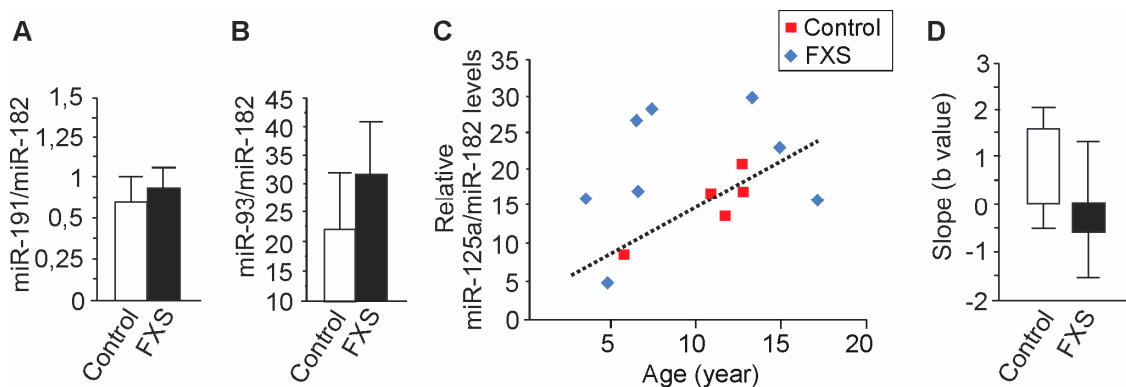 A
miR-191/miR-182
1,5
1,25
1
0,5
0,25
0
Control
FXS
B
miR-93/miR-182
45
40
35
30
25
20
15
10
Control
FXS
C
Relative
miR-125a/miR-182 levels
35
30
25
20
15
10
5
0
5
10
15
20
Age (year)
Control
FXS
D
Slope (b value)
3
2
1
0
-1
-2
Control
FXS